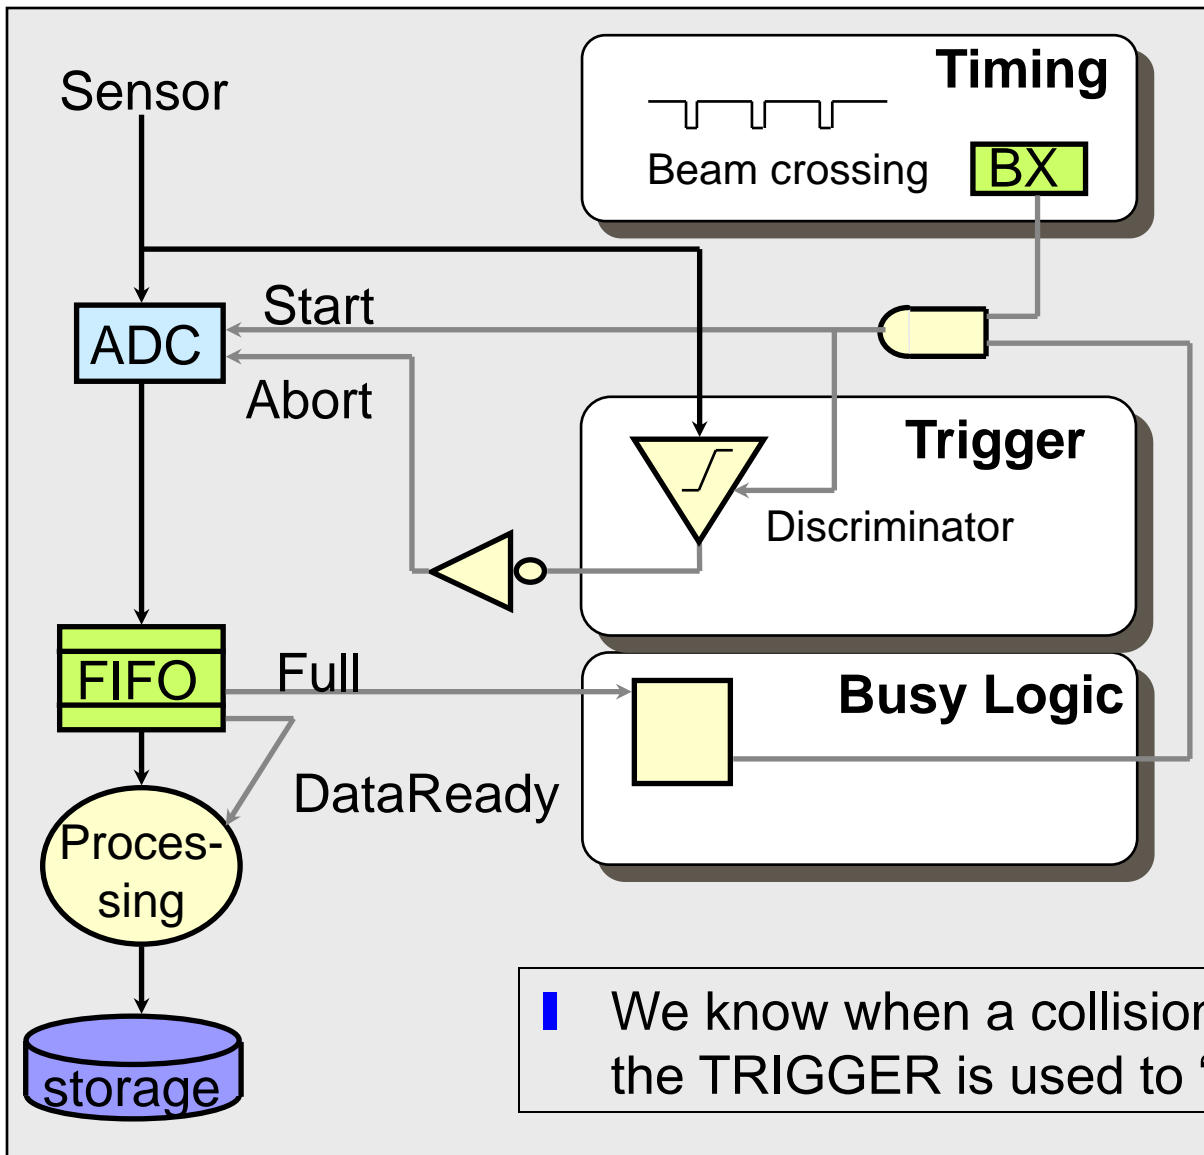 Sensor
Timing
Beam crossing
BX
Start
ADC
Abort
Trigger
Discriminator
FIFO
Full
Busy Logic
DataReady
Proces-
sing
We know when a collision
the TRIGGER is used to “
storage